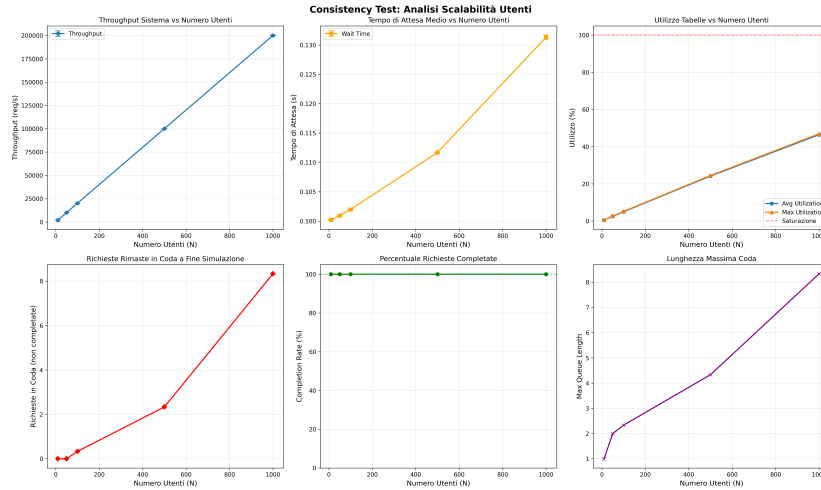 Consistency Test: Analisi Scalabilità Utenti
Throughput Sistema vs Numero Utenti
Throughput
Throughput (req/s)
200000
175000
150000
125000
100000
75000
50000
25000
0
0 200 400 600 800 1000
Numero Utenti (N)
Tempo di Attesa Medio vs Numero Utenti
Wait Time
Tempo di Attesa (s)
0.130
0.125
0.120
0.115
0.110
0.105
0.100
0 200 400 600 800 1000
Numero Utenti (N)
Utilizzo Tabelle vs Numero Utenti
Utilizzo (%)
100
80
60
40
20
0
Avg Utilization
Max Utilization
Saturazione
0 200 400 600 800 1000
Numero Utenti (N)
Richieste Rimaste in Coda a Fine Simulazione
Richieste in Coda (non completate)
8
6
4
2
0
0 200 400 600 800 1000
Numero Utenti (N)
Percentuale Richieste Completate
Completion Rate (%)
100
80
60
40
20
0
0 200 400 600 800 1000
Numero Utenti (N)
Lunghezza Massima Coda
Max Queue Length
8
7
6
5
4
3
2
1
0 200 400 600 800 1000
Numero Utenti (N)